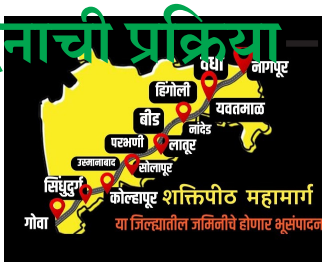 नाची प्रक्रिया
वर्धा
नागपूर
हिंगोली
यवतमाळ
बीड
नांदेड
परभणी
लातूर
उस्मानाबाद
सोलापूर
सिंधुदुर्ग
कोल्हापूर
शक्तिपीठ महामार्ग
गोवा
या जिल्ह्यातील जमिनीचे होणार भूसंपादन